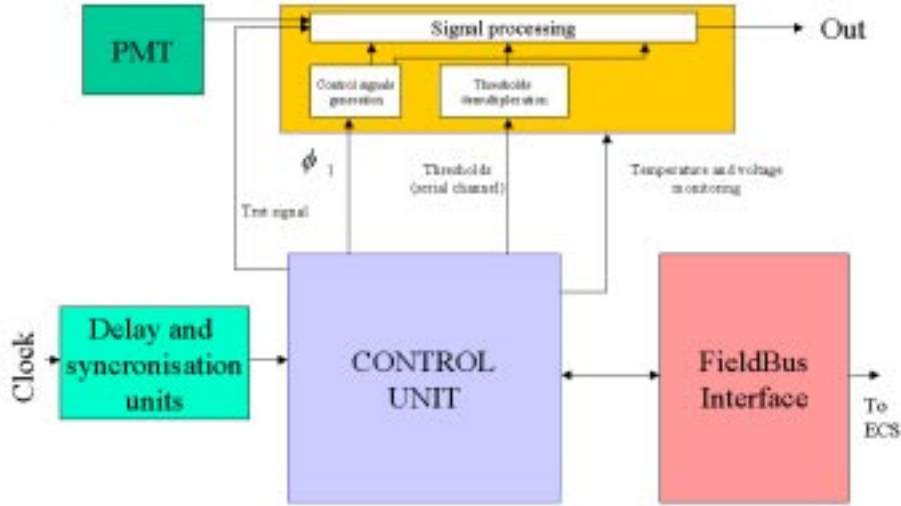 PMT
Signal processing
Out
Control signals
generation
Thresholds
demultiplexation
ϕ 1
Thresholds
(serial channel)
Temperature and voltage
monitoring
Test signal
Clock
Delay and
syncronisation
units
CONTROL
UNIT
FieldBus
Interface
To
ECS